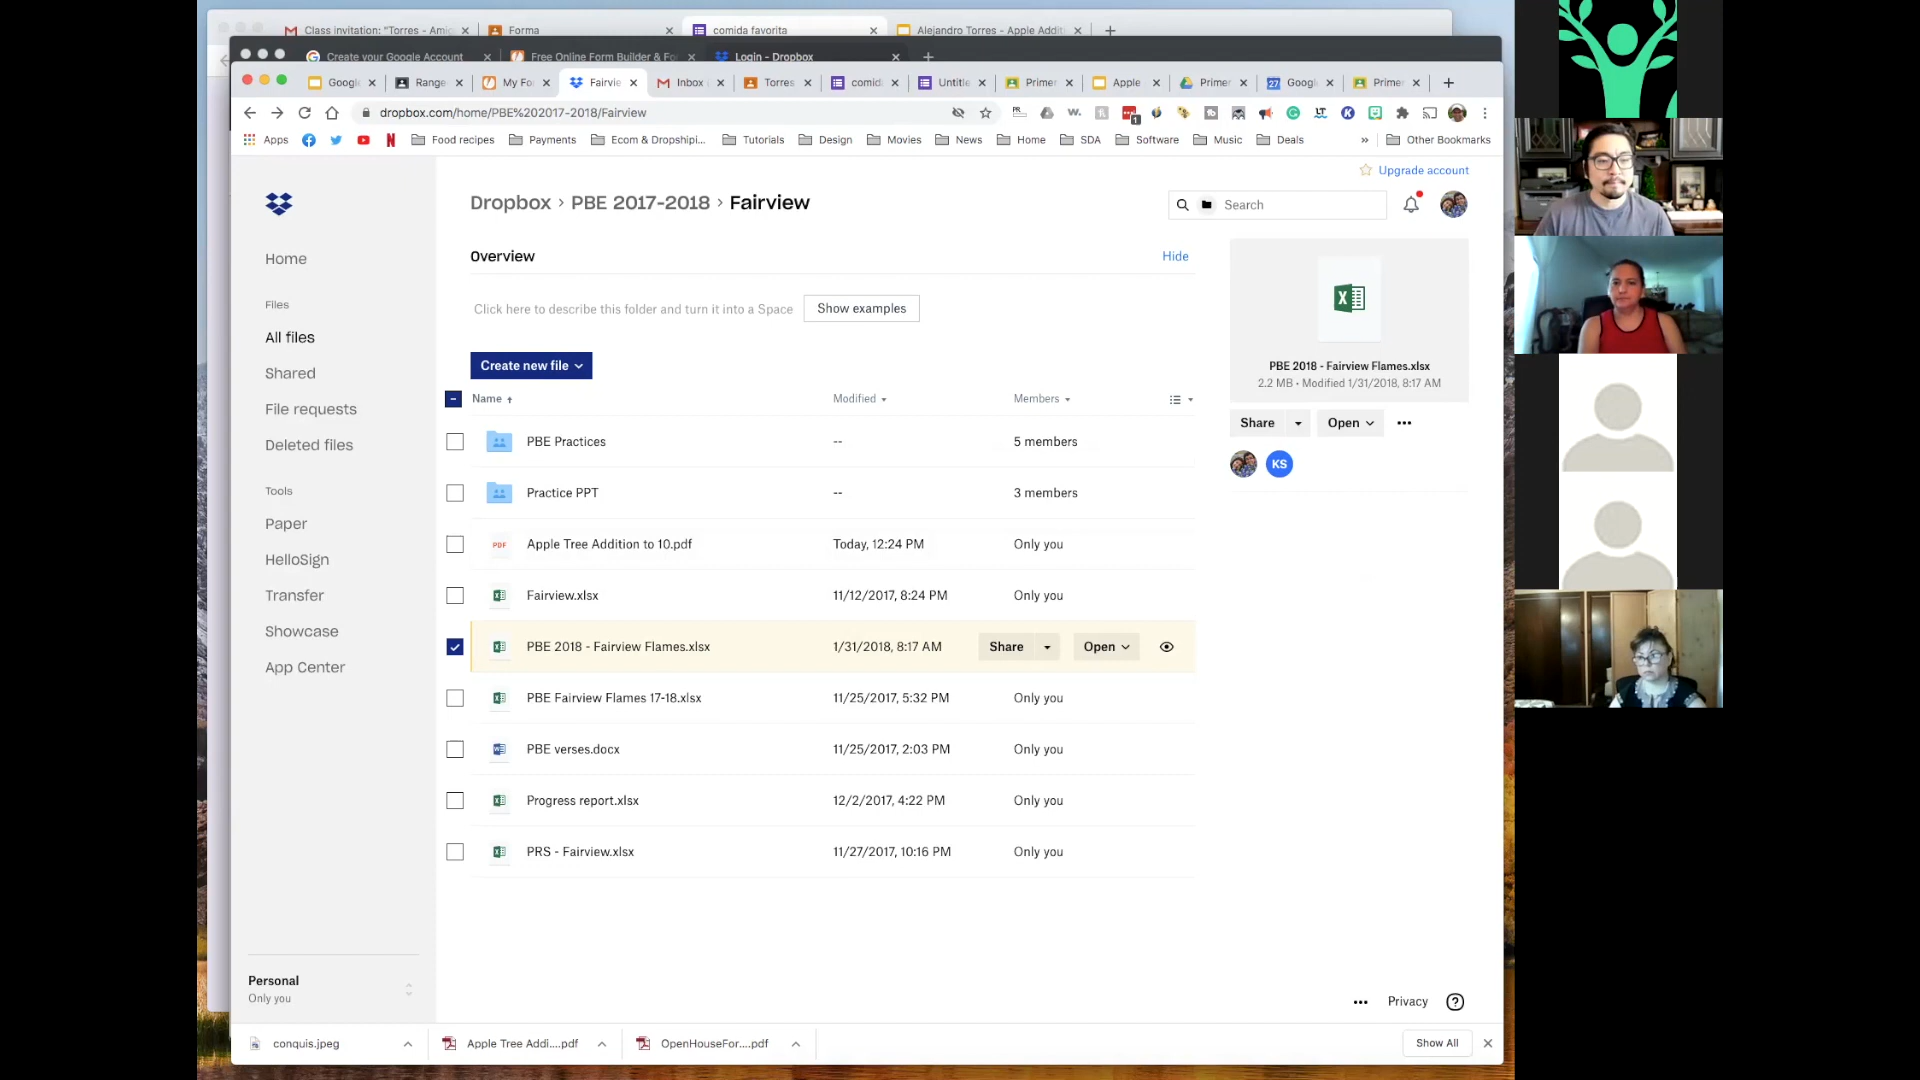 Class invitation: "Torres - Amic
Forma
comida favorita
Alejandro Torres - Apple Additi
Create your Google Account
Free Online Form Builder & Fo
Login - Dropbox
Google
Range
My Fo
Fairvie
Inbox
Torres
comid
Untitle
Primer
Apple
Primer
Googl
Primer
dropbox.com/home/PBE%202017-2018/Fairview
Apps
Food recipes
Payments
Ecom & Dropshipi...
Tutorials
Design
Movies
News
Home
SDA
Software
Music
Deals
»
Other Bookmarks
Upgrade account
Dropbox › PBE 2017-2018 › Fairview
Search
Home
Files
All files
Shared
File requests
Deleted files
Tools
Paper
HelloSign
Transfer
Showcase
App Center
Personal
Only you
Overview
Hide
Click here to describe this folder and turn it into a Space
Show examples
Create new file
Name
Modified
Members
PBE Practices -- 5 members
Practice PPT -- 3 members
PDF Apple Tree Addition to 10.pdf Today, 12:24 PM Only you
Fairview.xlsx 11/12/2017, 8:24 PM Only you
PBE 2018 - Fairview Flames.xlsx 1/31/2018, 8:17 AM Share Open
PBE Fairview Flames 17-18.xlsx 11/25/2017, 5:32 PM Only you
PBE verses.docx 11/25/2017, 2:03 PM Only you
Progress report.xlsx 12/2/2017, 4:22 PM Only you
PRS - Fairview.xlsx 11/27/2017, 10:16 PM Only you
PBE 2018 - Fairview Flames.xlsx
2.2 MB • Modified 1/31/2018, 8:17 AM
Share
Open
KS
Privacy
conquis.jpeg
Apple Tree Addi....pdf
OpenHouseFor....pdf
Show All